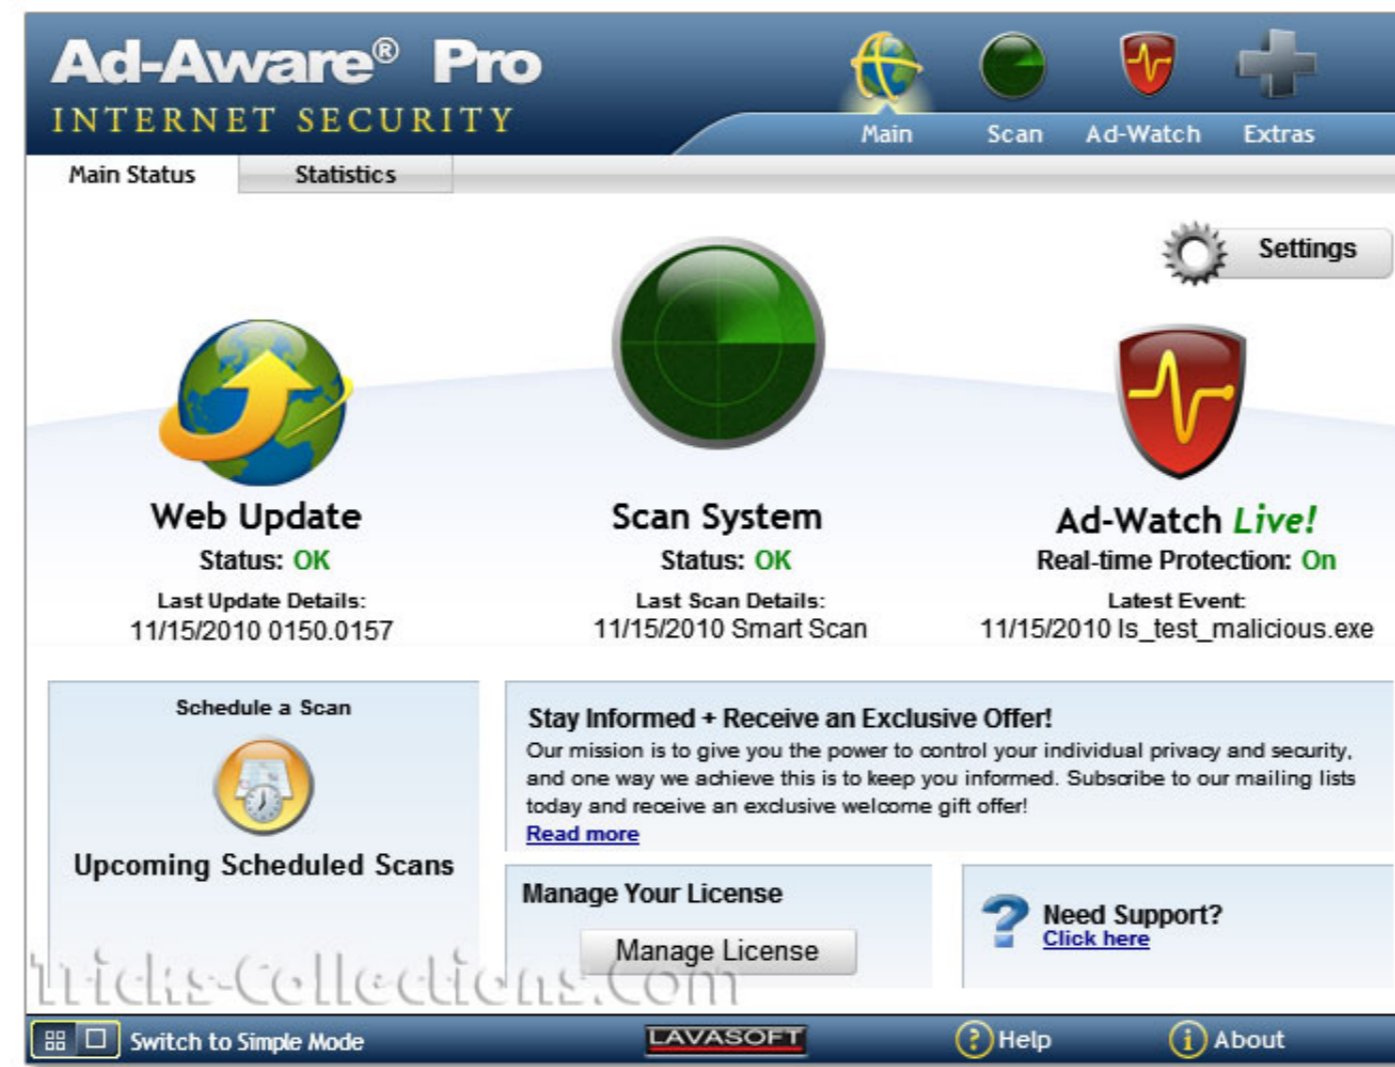 Ad-Aware® Pro
INTERNET SECURITY
Main
Scan
Ad-Watch
Extras
Main Status
Statistics
Settings
Web Update
Status: OK
Last Update Details:
11/15/2010 0150.0157
Scan System
Status: OK
Last Scan Details:
11/15/2010 Smart Scan
Ad-Watch Live!
Real-time Protection: On
Latest Event:
11/15/2010 ls_test_malicious.exe
Schedule a Scan
Upcoming Scheduled Scans
Stay Informed + Receive an Exclusive Offer!
Our mission is to give you the power to control your individual privacy and security,
and one way we achieve this is to keep you informed. Subscribe to our mailing lists
today and receive an exclusive welcome gift offer!
Read more
Manage Your License
Manage License
Need Support?
Click here
Tricks-Collections.Com
Switch to Simple Mode
LAVASOFT
Help
About